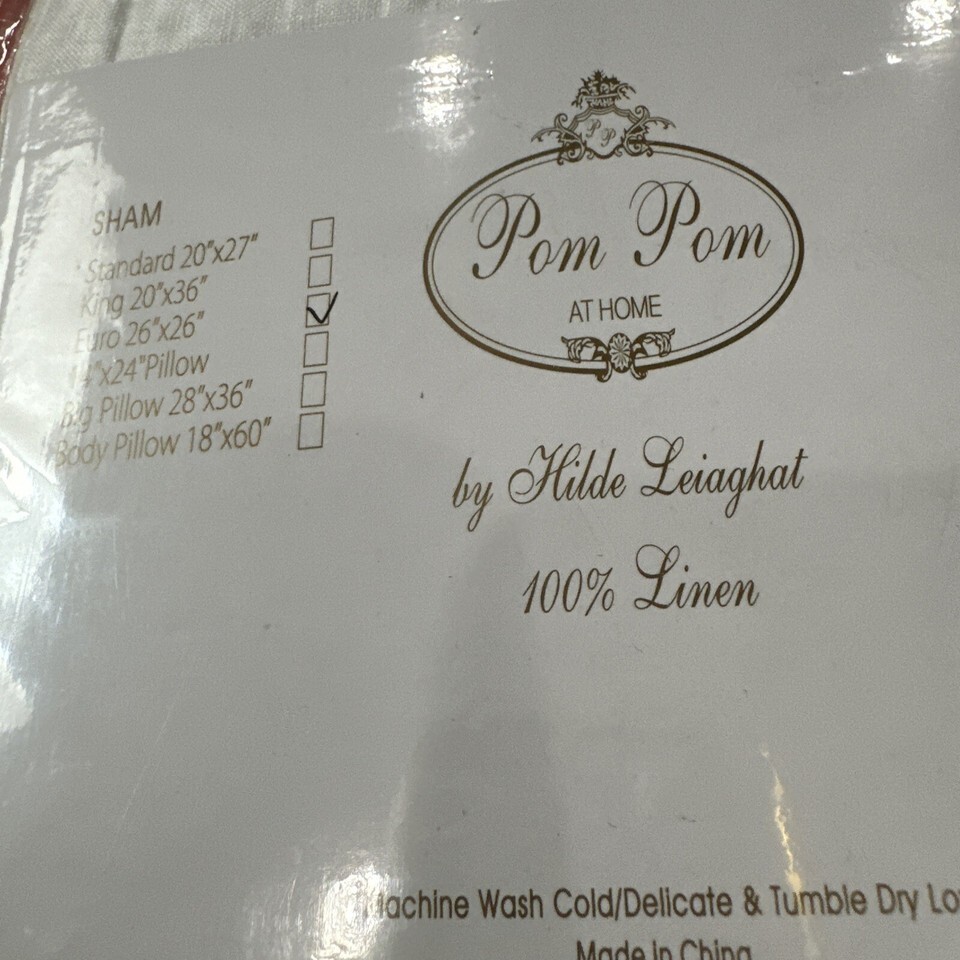 SHAM
Standard 20"x27"
King 20"x36"
Euro 26"x26"
"x24"Pillow
Big Pillow 28"x36"
Body Pillow 18"x60"
P P
Pom Pom
AT HOME
by Hilde Leiaghat
100% Linen
Machine Wash Cold/Delicate & Tumble Dry Lo
Made In China